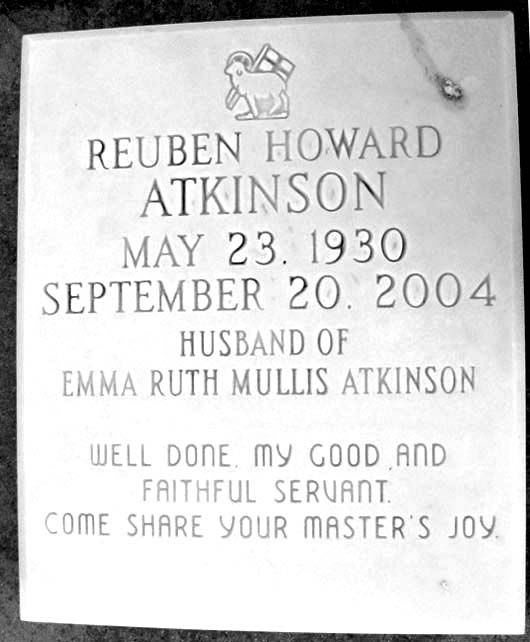 REUBEN HOWARD
ATKINSON
MAY 23. 1930
SEPTEMBER 20. 2004
HUSBAND OF
EMMA RUTH MULLIS ATKINSON
WELL DONE, MY GOOD AND
FAITHFUL SERVANT.
COME SHARE YOUR MASTER'S JOY.